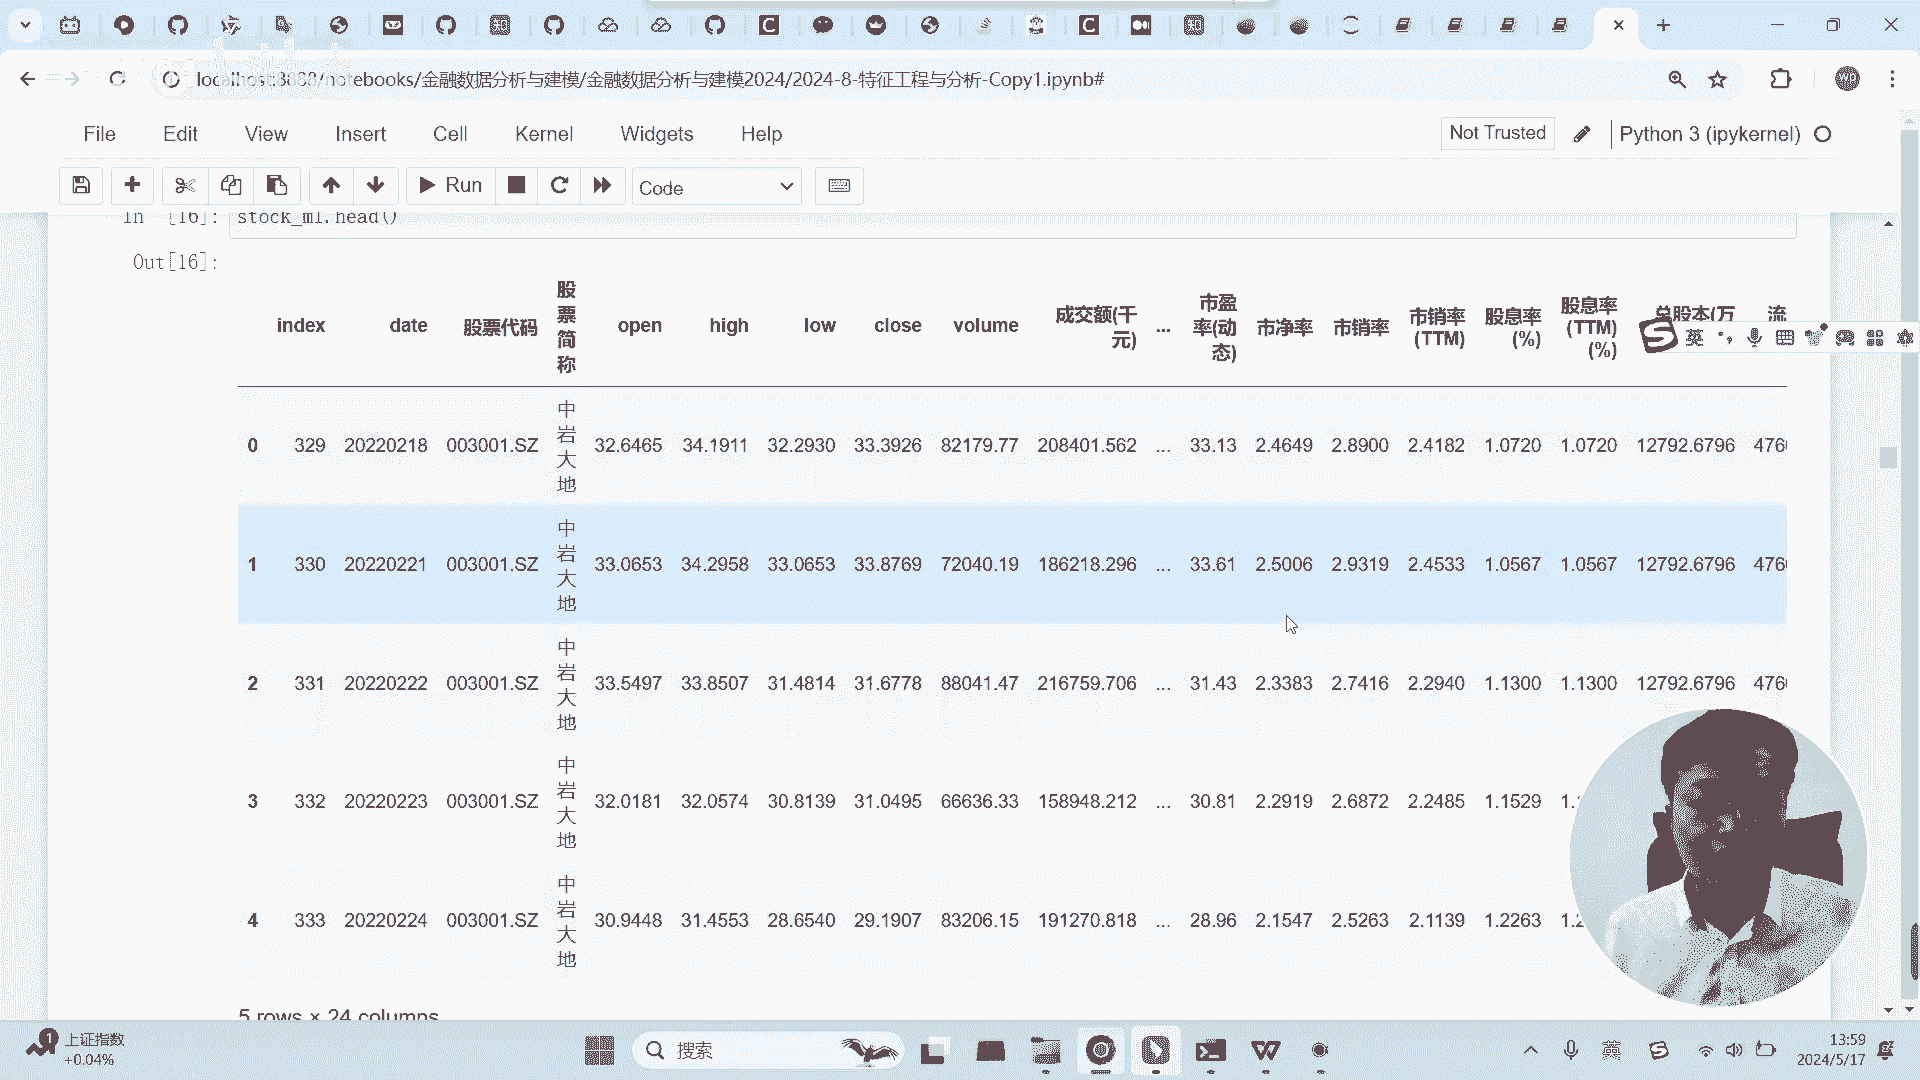 localhost:8888/notebooks/金融数据分析与建模/金融数据分析与建模2024/2024-8-特征工程与分析-Copy1.ipynb#
File Edit View Insert Cell Kernel Widgets Help Not Trusted Python 3 (ipykernel)
Run Code
In [16]: stock_ml.head()
Out[16]:
index date 股票代码 股票简称 open high low close volume 成交额(千元) ... 市盈率(动态) 市净率 市销率 市销率(TTM) 股息率(%) 股息率(TTM)(%) 总股本(万 流
0 329 20220218 003001.SZ 中岩大地 32.6465 34.1911 32.2930 33.3926 82179.77 208401.562 ... 33.13 2.4649 2.8900 2.4182 1.0720 1.0720 12792.6796 476
1 330 20220221 003001.SZ 中岩大地 33.0653 34.2958 33.0653 33.8769 72040.19 186218.296 ... 33.61 2.5006 2.9319 2.4533 1.0567 1.0567 12792.6796 476
2 331 20220222 003001.SZ 中岩大地 33.5497 33.8507 31.4814 31.6778 88041.47 216759.706 ... 31.43 2.3383 2.7416 2.2940 1.1300 1.1300 12792.6796 476
3 332 20220223 003001.SZ 中岩大地 32.0181 32.0574 30.8139 31.0495 66636.33 158948.212 ... 30.81 2.2919 2.6872 2.2485 1.1529 1.
4 333 20220224 003001.SZ 中岩大地 30.9448 31.4553 28.6540 29.1907 83206.15 191270.818 ... 28.96 2.1547 2.5263 2.1139 1.2263 1.2
5 rows × 24 columns
英
上证指数
+0.04%
搜索
英
13:59
2024/5/17